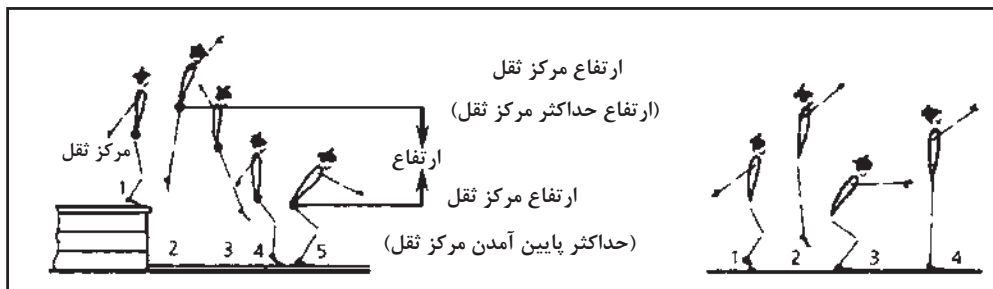 ارتفاع مرکز ثقل
(ارتفاع حداکثر مرکز ثقل)
مرکز ثقل
ارتفاع
ارتفاع مرکز ثقل
(حداکثر پایین آمدن مرکز ثقل)
1
2 3 4 5
1 2 3 4